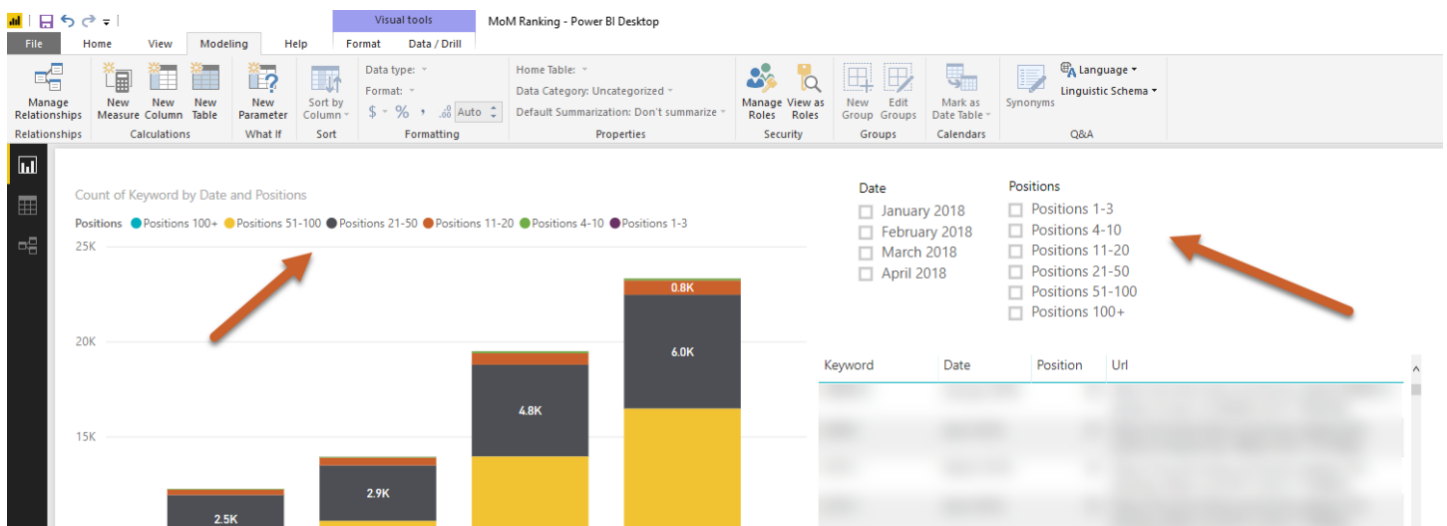 Visual tools
MoM Ranking - Power BI Desktop
File Home View Modeling Help Format Data / Drill
Manage Relationships
New Measure
New Column
New Table
New Parameter
Sort by Column
Data type:
Format:
$ % , .00 Auto
Home Table:
Data Category: Uncategorized
Default Summarization: Don't summarize
Manage Roles
View as Roles
New Group
Edit Groups
Mark as Date Table
Synonyms
Language
Linguistic Schema
Relationships Calculations What If Sort Formatting Properties Security Groups Calendars Q&A
Count of Keyword by Date and Positions
Positions Positions 100+ Positions 51-100 Positions 21-50 Positions 11-20 Positions 4-10 Positions 1-3
25K
20K
15K
0.8K
6.0K
4.8K
2.9K
2.5K
Date
January 2018
February 2018
March 2018
April 2018
Positions
Positions 1-3
Positions 4-10
Positions 11-20
Positions 21-50
Positions 51-100
Positions 100+
Keyword Date Position Url